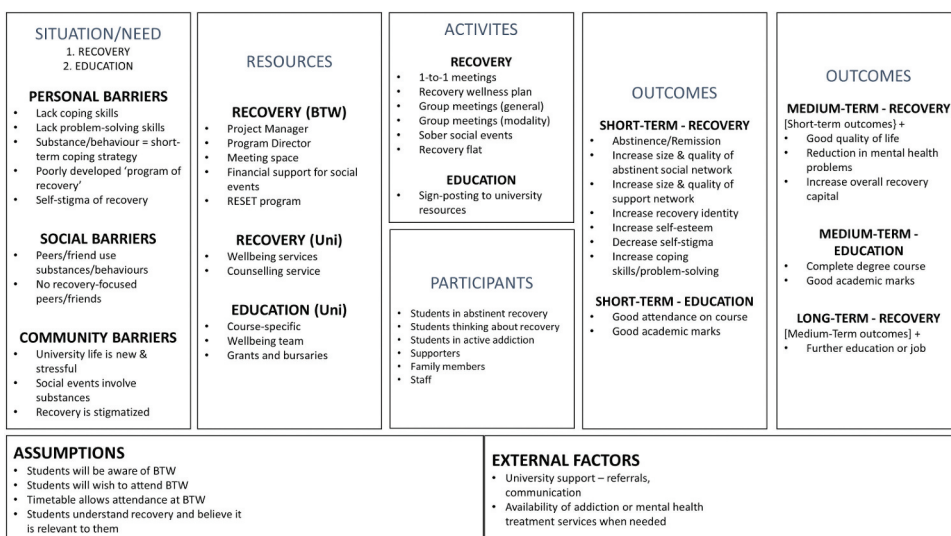 SITUATION/NEED
1. RECOVERY
2. EDUCATION
PERSONAL BARRIERS
• Lack coping skills
• Lack problem-solving skills
• Substance/behaviour = short-
term coping strategy
• Poorly developed 'program of
recovery'
• Self-stigma of recovery
SOCIAL BARRIERS
• Peers/friend use
substances/behaviours
• No recovery-focused
peers/friends
COMMUNITY BARRIERS
• University life is new &
stressful
• Social events involve
substances
• Recovery is stigmatized
RESOURCES
RECOVERY (BTW)
• Project Manager
• Program Director
• Meeting space
• Financial support for social
events
• RESET program
RECOVERY (Uni)
• Wellbeing services
• Counselling service
EDUCATION (Uni)
• Course-specific
• Wellbeing team
• Grants and bursaries
ACTIVITES
RECOVERY
• 1-to-1 meetings
• Recovery wellness plan
• Group meetings (general)
• Group meetings (modality)
• Sober social events
• Recovery flat
EDUCATION
• Sign-posting to university
resources
PARTICIPANTS
• Students in abstinent recovery
• Students thinking about recovery
• Students in active addiction
• Supporters
• Family members
• Staff
OUTCOMES
SHORT-TERM - RECOVERY
• Abstinence/Remission
• Increase size & quality of
abstinent social network
• Increase size & quality of
support network
• Increase recovery identity
• Increase self-esteem
• Decrease self-stigma
• Increase coping
skills/problem-solving
SHORT-TERM - EDUCATION
• Good attendance on course
• Good academic marks
OUTCOMES
MEDIUM-TERM - RECOVERY
[Short-term outcomes} +
• Good quality of life
• Reduction in mental health
problems
• Increase overall recovery
capital
MEDIUM-TERM -
EDUCATION
• Complete degree course
• Good academic marks
LONG-TERM - RECOVERY
[Medium-Term outcomes] +
• Further education or job
ASSUMPTIONS
• Students will be aware of BTW
• Students will wish to attend BTW
• Timetable allows attendance at BTW
• Students understand recovery and believe it
is relevant to them
EXTERNAL FACTORS
• University support – referrals,
communication
• Availability of addiction or mental health
treatment services when needed